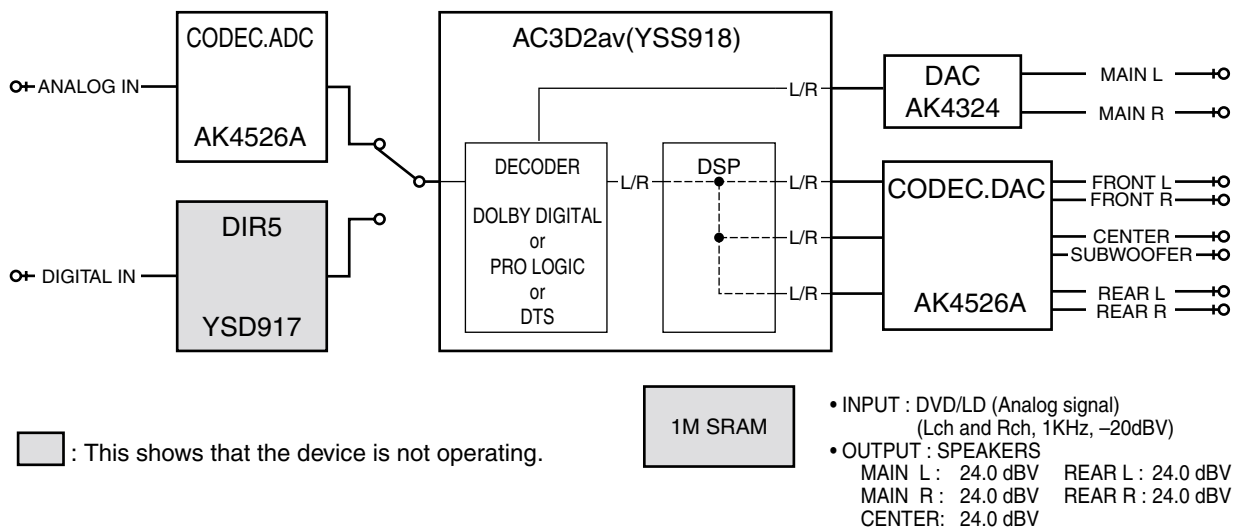 CODEC.ADC
AK4526A
ANALOG IN
DIR5
YSD917
DIGITAL IN
AC3D2av(YSS918)
DECODER
DOLBY DIGITAL
or
PRO LOGIC
or
DTS
L/R
DSP
L/R
L/R
L/R
L/R
DAC
AK4324
MAIN L
MAIN R
CODEC.DAC
AK4526A
FRONT L
FRONT R
CENTER
SUBWOOFER
REAR L
REAR R
: This shows that the device is not operating.
1M SRAM
• INPUT : DVD/LD (Analog signal)
(Lch and Rch, 1KHz, –20dBV)
• OUTPUT : SPEAKERS
MAIN L : 24.0 dBV REAR L : 24.0 dBV
MAIN R : 24.0 dBV REAR R : 24.0 dBV
CENTER: 24.0 dBV